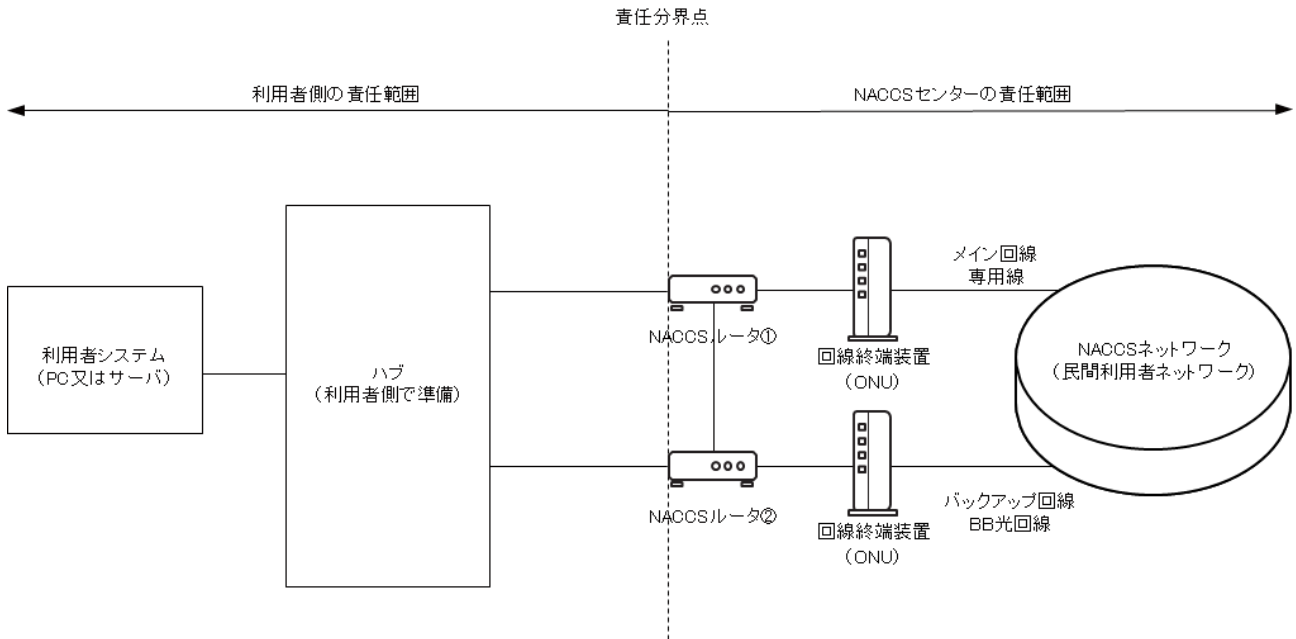 責任分界点
利用者側の責任範囲
NACCSセンターの責任範囲
メイン回線
専用線
NACCSルータ①
回線終端装置
(ONU)
利用者システム
(PC又はサーバ)
ハブ
(利用者側で準備)
NACCSネットワーク
(民間利用者ネットワーク)
NACCSルータ②
回線終端装置
(ONU)
バックアップ回線
BB光回線